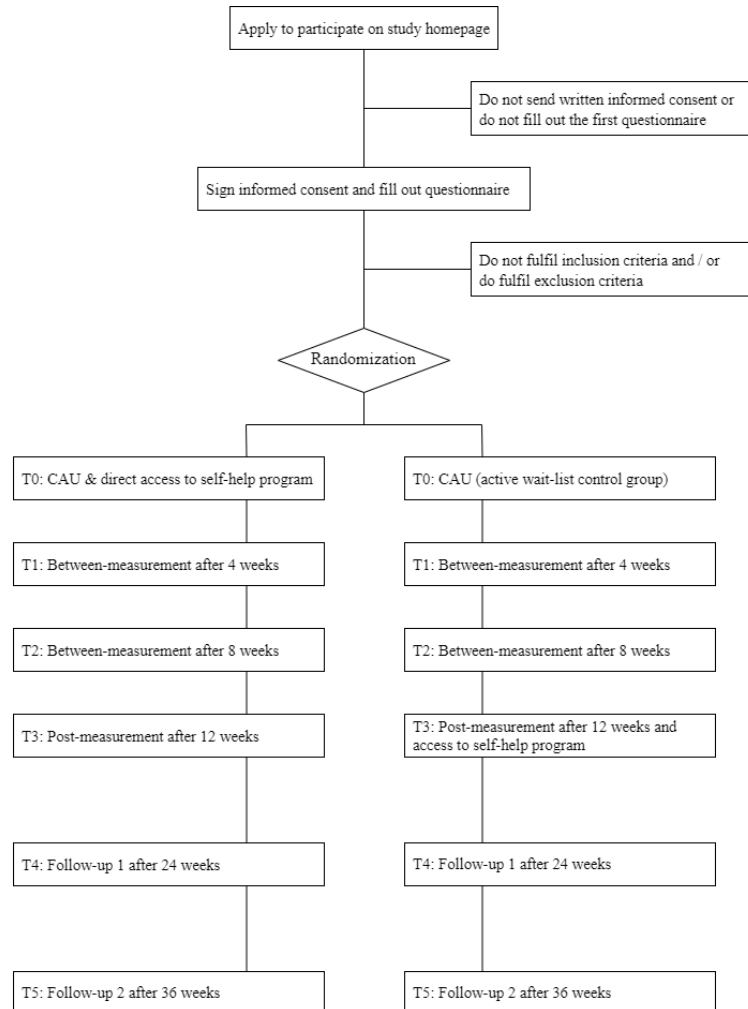 Apply to participate on study homepage
Do not send written informed consent or
do not fill out the first questionnaire
Sign informed consent and fill out questionnaire
Do not fulfil inclusion criteria and / or
do fulfil exclusion criteria
Randomization
T0: CAU & direct access to self-help program
T0: CAU (active wait-list control group)
T1: Between-measurement after 4 weeks
T1: Between-measurement after 4 weeks
T2: Between-measurement after 8 weeks
T2: Between-measurement after 8 weeks
T3: Post-measurement after 12 weeks
T3: Post-measurement after 12 weeks and
access to self-help program
T4: Follow-up 1 after 24 weeks
T4: Follow-up 1 after 24 weeks
T5: Follow-up 2 after 36 weeks
T5: Follow-up 2 after 36 weeks